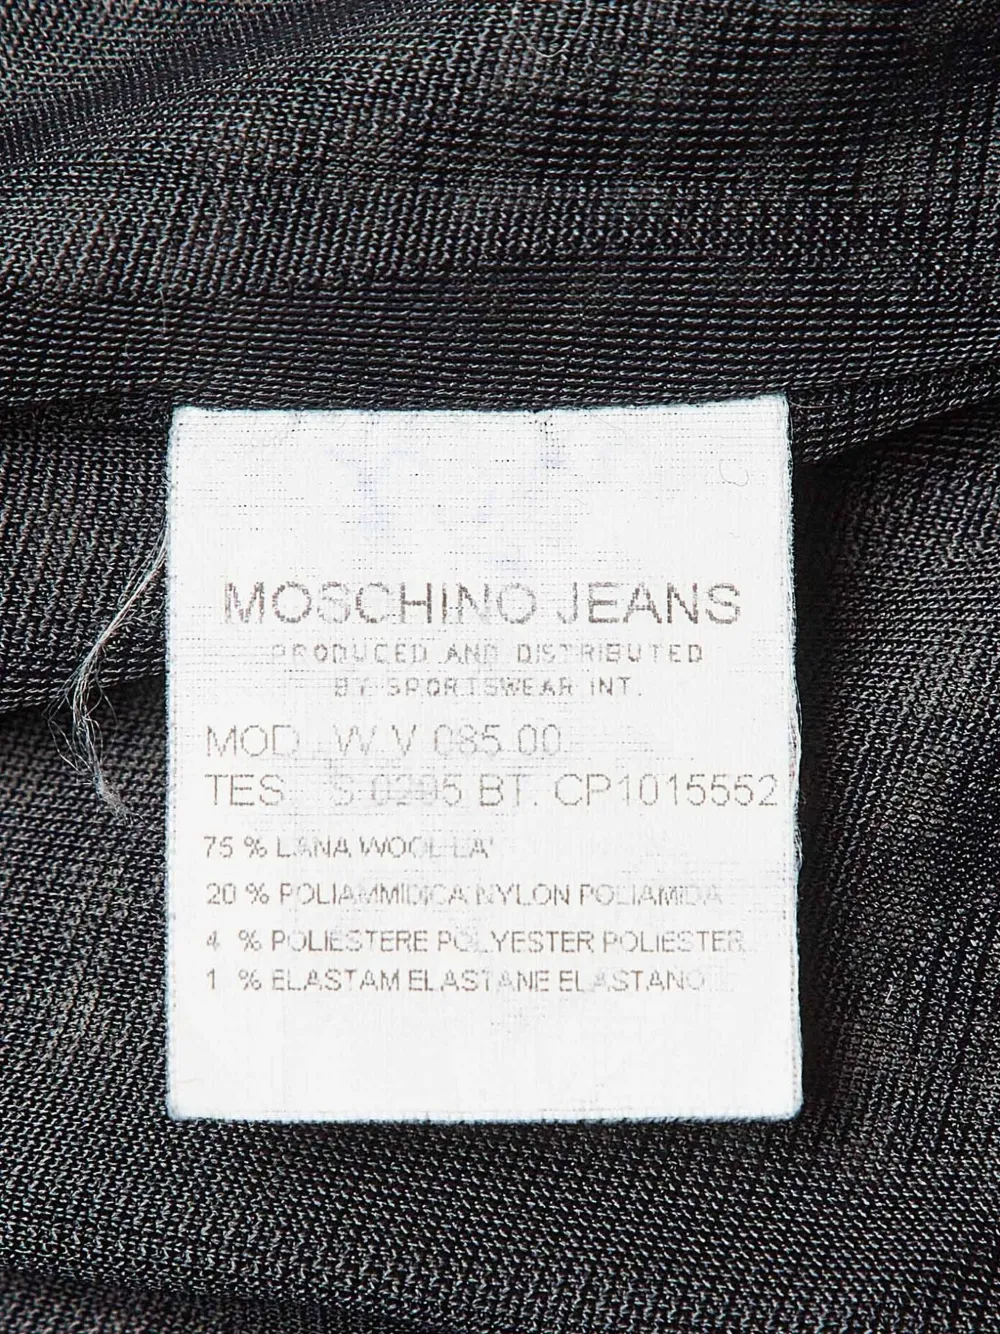 MOSCHINO JEANS
PRODUCED AND DISTRIBUTED
BY SPORTSWEAR INT.
MOD W V 085 00
TES S 0205 BT. CP1015552
75 % LANA WOOL LA'
20 % POLIAMMIDICA NYLON POLIAMIDA
4 % POLIESTERE POLYESTER POLIESTER
1 % ELASTAM ELASTANE ELASTANO